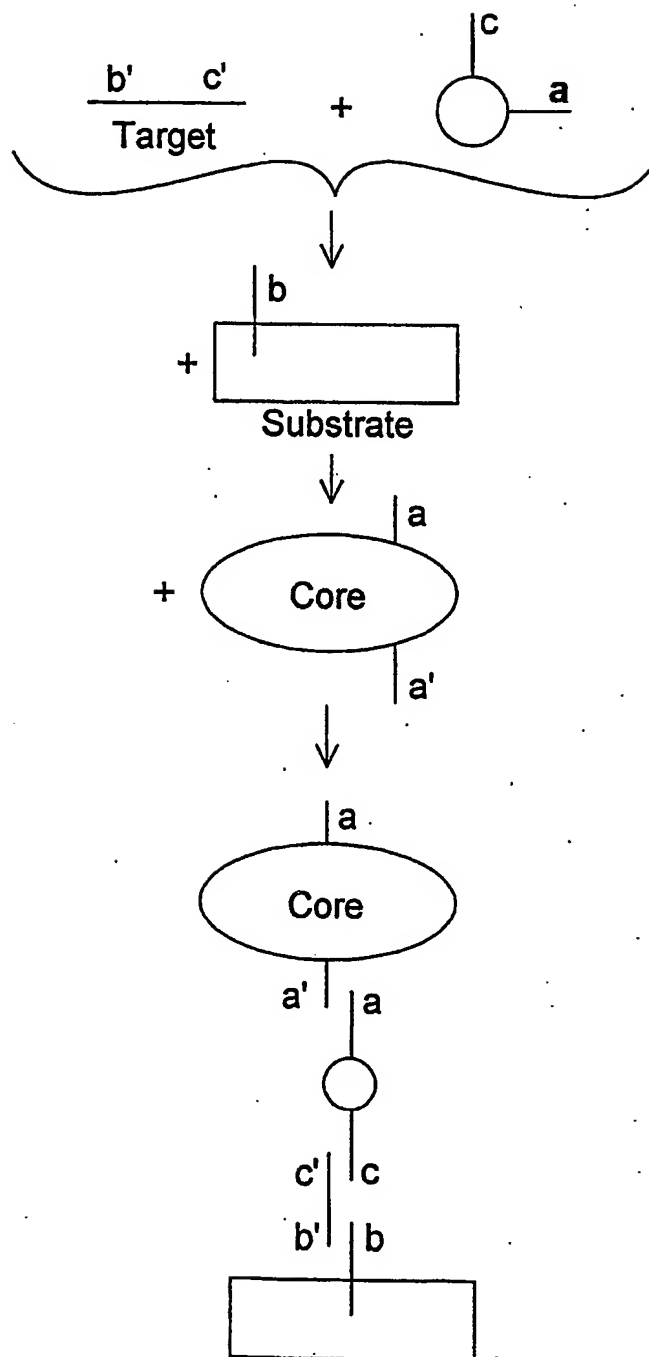 c
b' c'
+
a
Target
b
+
Substrate
a
+ Core
a'
a
Core
a' a
c' c
b' b